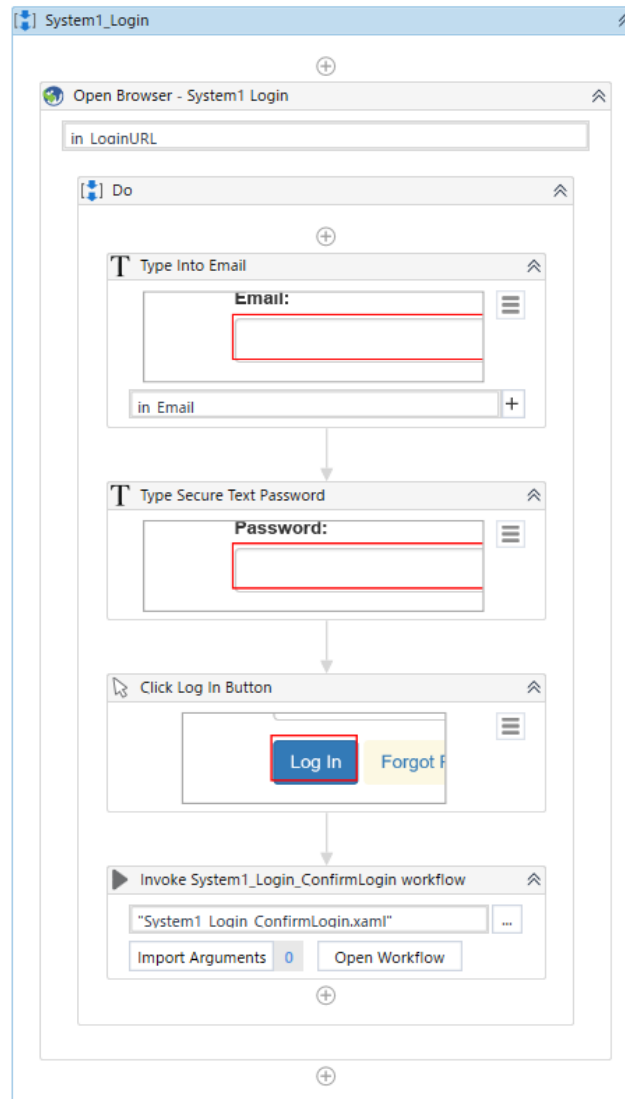 System1_Login
Open Browser - System1 Login
in_LoginURL
Do
Type Into Email
Email:
in_Email
Type Secure Text Password
Password:
Click Log In Button
Log In Forgot
Invoke System1_Login_ConfirmLogin workflow
"System1_Login_ConfirmLogin.xaml"
...
Import Arguments 0 Open Workflow